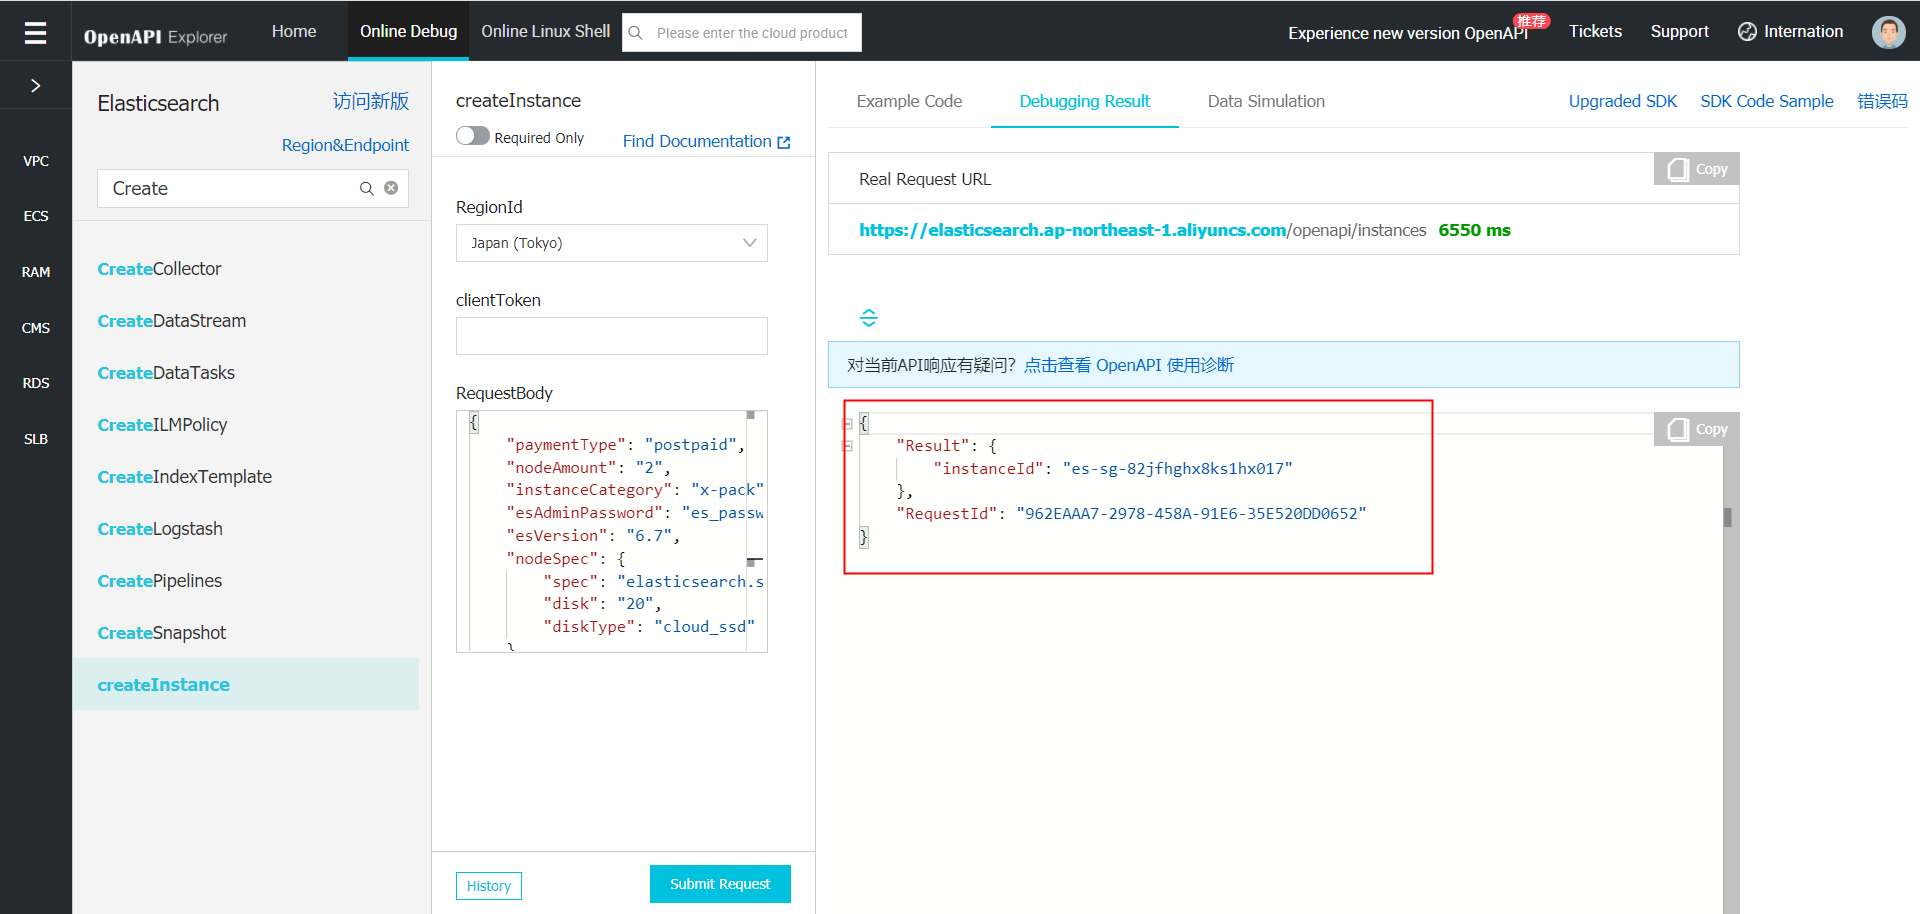 OpenAPI Explorer
Home
Online Debug
Online Linux Shell
Please enter the cloud product
Experience new version OpenAPI
推荐
Tickets
Support
Internation
VPC
ECS
RAM
CMS
RDS
SLB
Elasticsearch
访问新版
Region&Endpoint
Create
CreateCollector
CreateDataStream
CreateDataTasks
CreateILMPolicy
CreateIndexTemplate
CreateLogstash
CreatePipelines
CreateSnapshot
createInstance
createInstance
Required Only
Find Documentation
RegionId
Japan (Tokyo)
clientToken
RequestBody
{
"paymentType": "postpaid",
"nodeAmount": "2",
"instanceCategory": "x-pack"
"esAdminPassword": "es_passw
"esVersion": "6.7",
"nodeSpec": {
"spec": "elasticsearch.s
"disk": "20",
"diskType": "cloud_ssd"
}
History
Submit Request
Example Code
Debugging Result
Data Simulation
Upgraded SDK
SDK Code Sample
错误码
Real Request URL
Copy
https://elasticsearch.ap-northeast-1.aliyuncs.com/openapi/instances 6550 ms
对当前API响应有疑问? 点击查看 OpenAPI 使用诊断
Copy
{
"Result": {
"instanceId": "es-sg-82jfhghx8ks1hx017"
},
"RequestId": "962EAAA7-2978-458A-91E6-35E520DD0652"
}